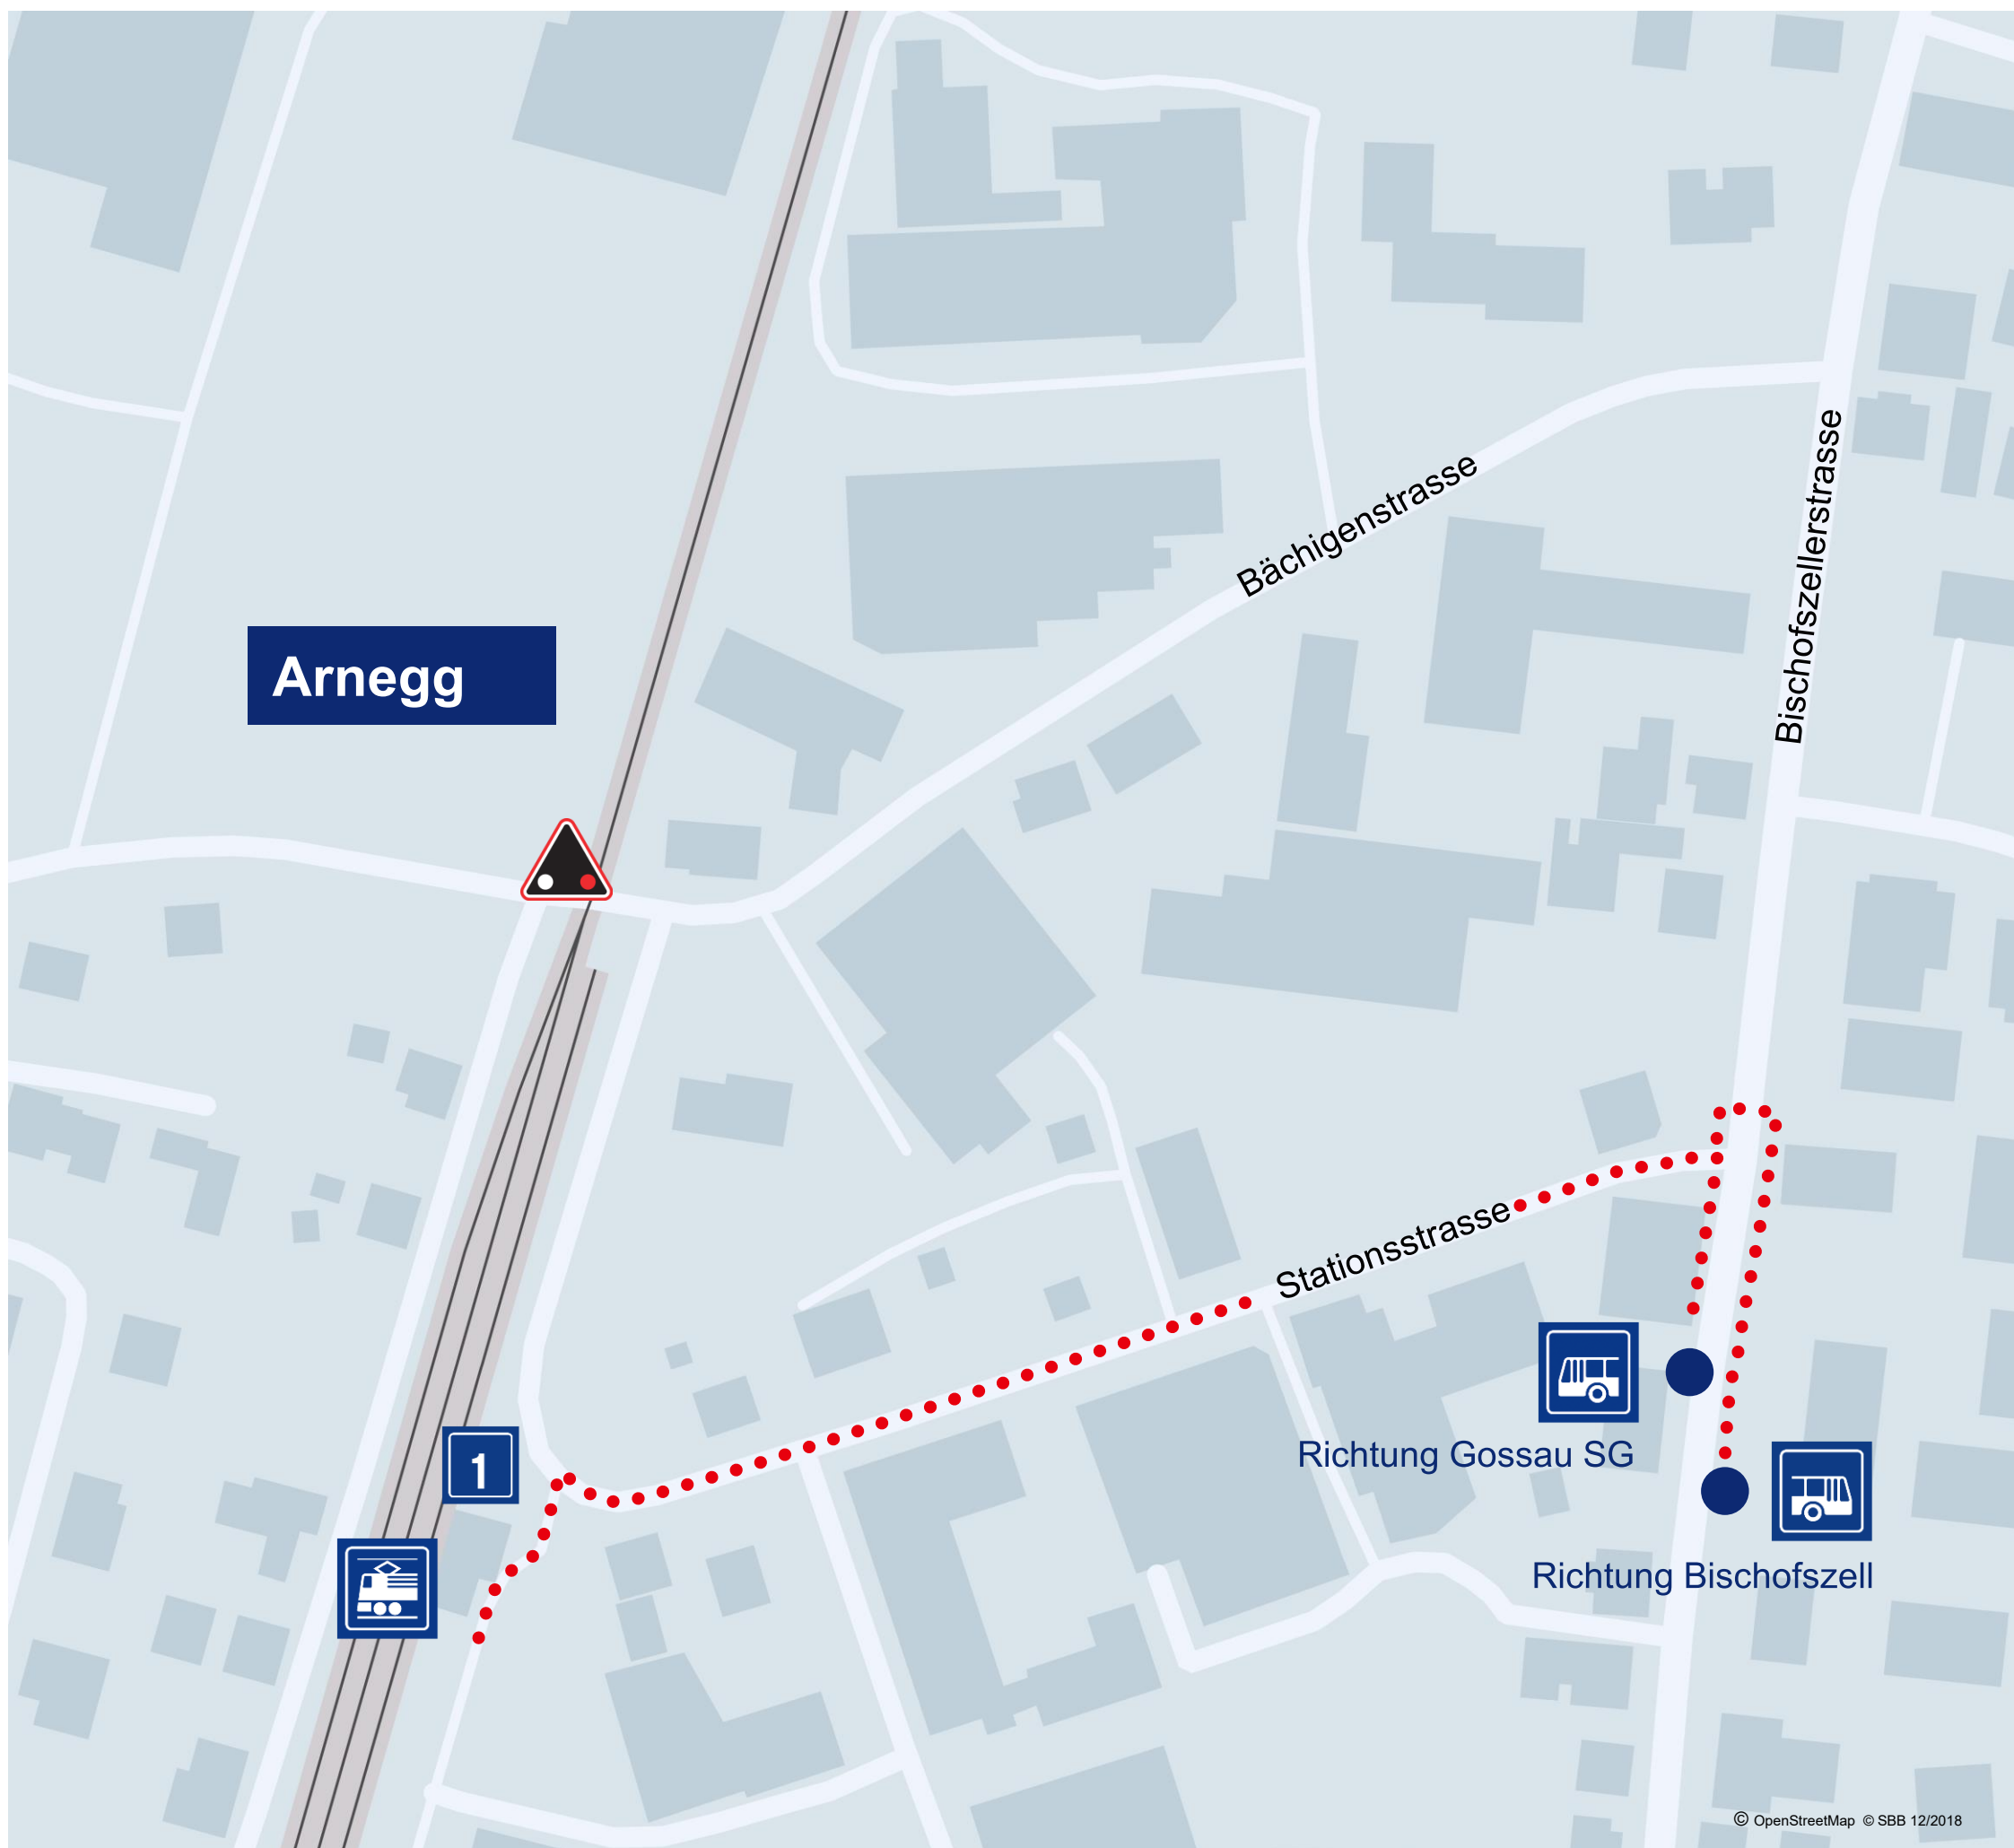 Bächigenstrasse
Bischofszellerstrasse
Arnegg
Stationsstrasse
1
Richtung Gossau SG
Richtung Bischofszell
© OpenStreetMap © SBB 12/2018